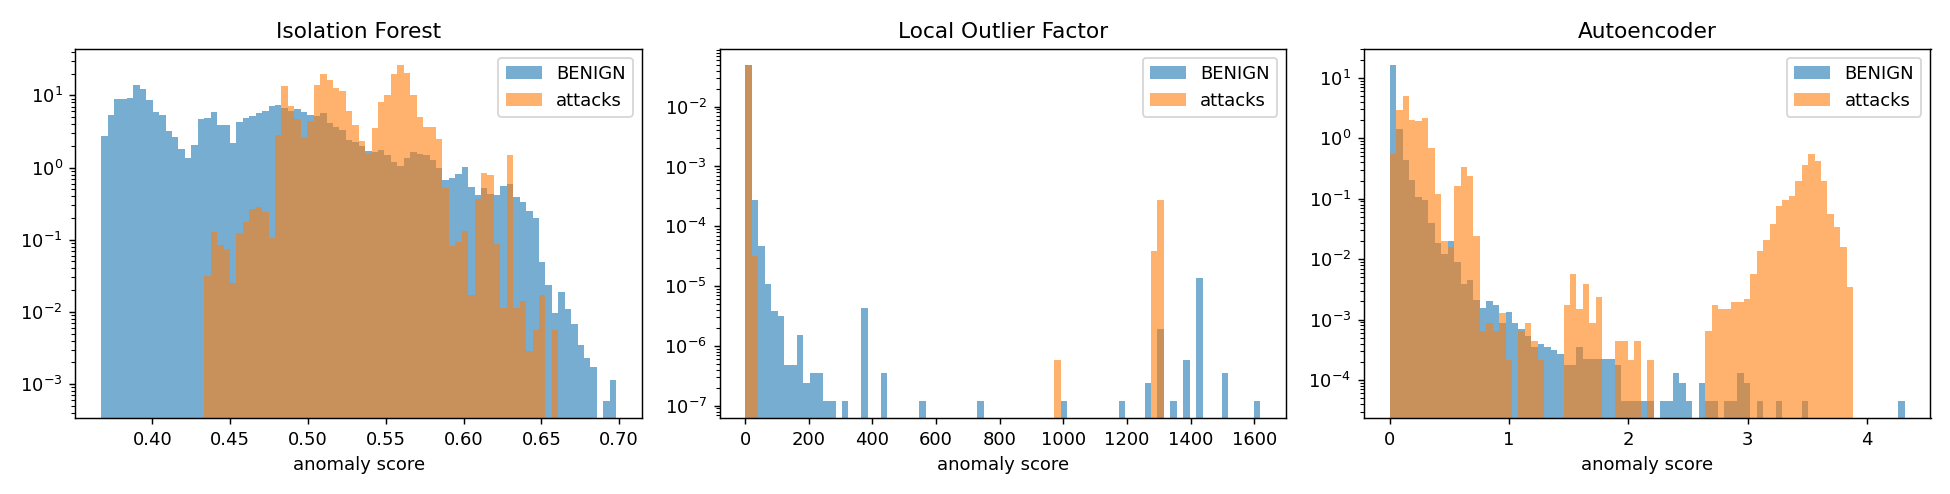 Isolation Forest
BENIGN
attacks
10¹
10⁰
10⁻¹
10⁻²
10⁻³
0.40 0.45 0.50 0.55 0.60 0.65 0.70
anomaly score
Local Outlier Factor
BENIGN
attacks
10⁻²
10⁻³
10⁻⁴
10⁻⁵
10⁻⁶
10⁻⁷
0 200 400 600 800 1000 1200 1400 1600
anomaly score
Autoencoder
BENIGN
attacks
10¹
10⁰
10⁻¹
10⁻²
10⁻³
10⁻⁴
0 1 2 3 4
anomaly score